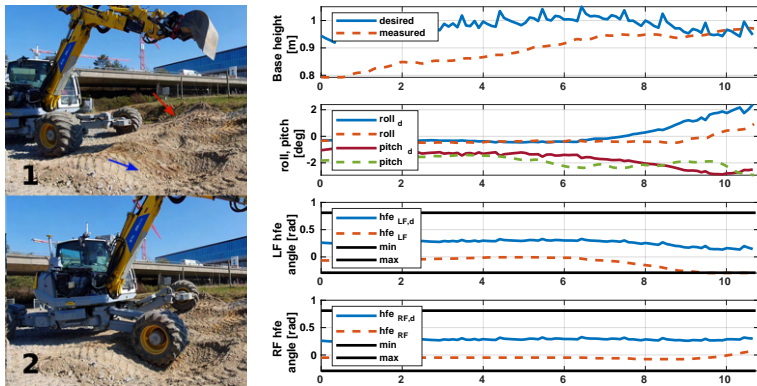 1
2
Base height
[m]
1
0.9
0.8
desired
measured
0 2 4 6 8 10
roll, pitch
[deg]
2
0
-2
roll d
roll
pitch d
pitch
0 2 4 6 8 10
LF hfe
angle [rad]
1
0.5
0
hfe LF,d
hfe LF
min
max
0 2 4 6 8 10
RF hfe
angle [rad]
1
0.5
0
hfe RF,d
hfe RF
min
max
0 2 4 6 8 10